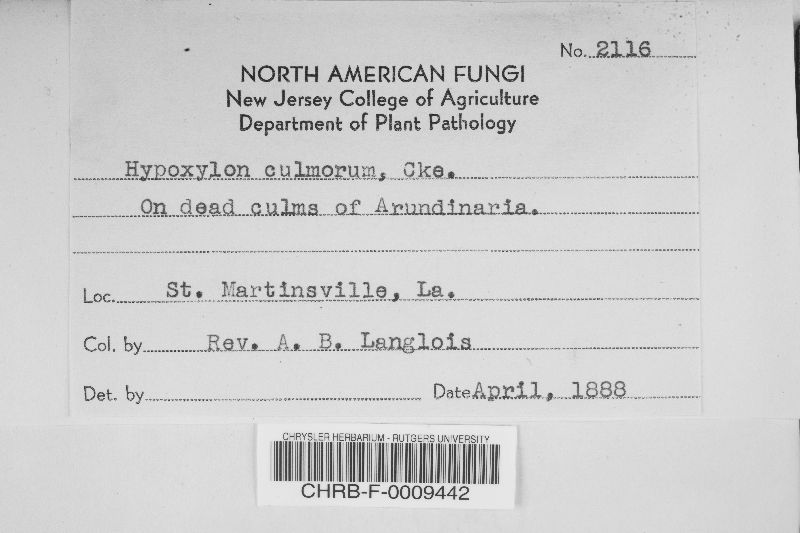 No. 2116
NORTH AMERICAN FUNGI
New Jersey College of Agriculture
Department of Plant Pathology
Hypoxylon culmorum, Cke.
On dead culms of Arundinaria.
Loc. St. Martinsville, La.
Col. by Rev. A. B. Langlois
Det. by Date April, 1888
CHRYSLER HERBARIUM - RUTGERS UNIVERSITY
CHRB-F-0009442